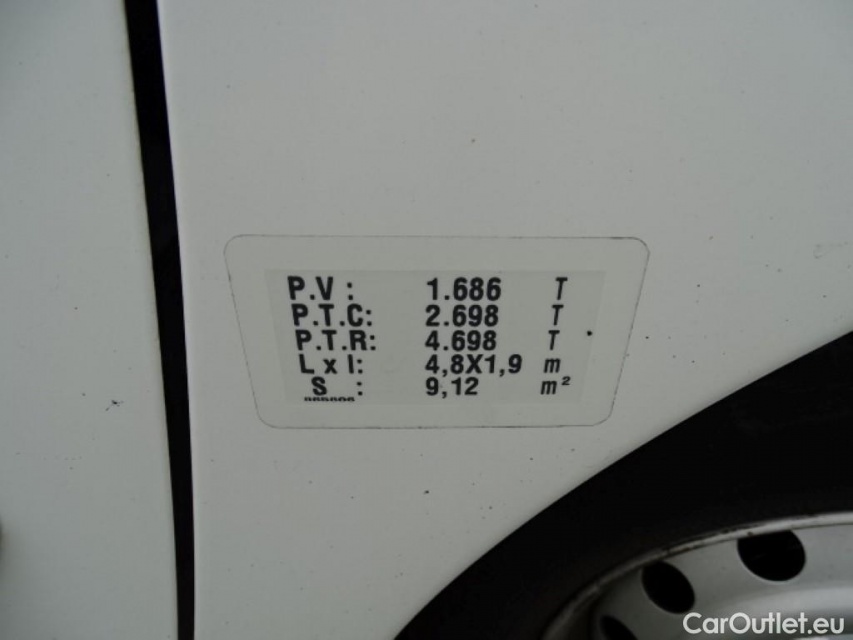 P.V : 1.686 T
P.T.C: 2.698 T
P.T.R: 4.698 T
L x l: 4,8X1,9 m
S : 9,12 m²
CarOutlet.eu